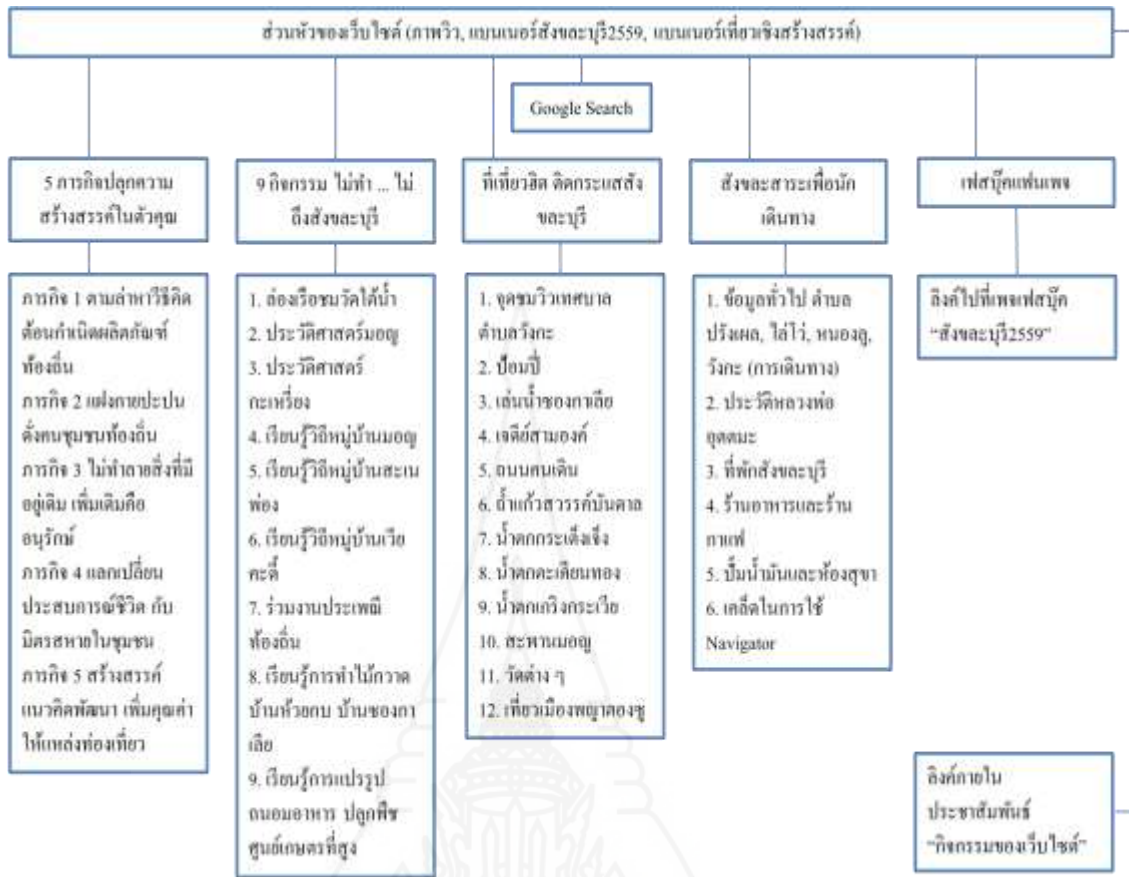 ส่วนหัวของเว็บไซต์ (ภาพวิว, แบนเนอร์สังขละบุรี2559, แบนเนอร์เที่ยวเชิงสร้างสรรค์)
Google Search
5 ภารกิจปลุกความ
สร้างสรรค์ในตัวคุณ
9 กิจกรรม ไม่ทำ ... ไม่
ถึงสังขละบุรี
ที่เที่ยวฮิต ติดกระแสสัง
ขละบุรี
สังขละสาระเพื่อนัก
เดินทาง
เฟสบุ๊คแฟนเพจ
ภารกิจ 1 ตามล่าหาวิธีคิด
ต้อนกำเนิดผลิตภัณฑ์
ท้องถิ่น
ภารกิจ 2 แฝงกายปะปน
ดั่งคนชุมชนท้องถิ่น
ภารกิจ 3 ไม่ทำลายสิ่งที่มี
อยู่เดิม เพิ่มเติมคือ
อนุรักษ์
ภารกิจ 4 แลกเปลี่ยน
ประสบการณ์ชีวิต กับ
มิตรสหายในชุมชน
ภารกิจ 5 สร้างสรรค์
แนวคิดพัฒนา เพิ่มคุณค่า
ให้แหล่งท่องเที่ยว
1. ล่องเรือชมวัดใต้น้ำ
2. ประวัติศาสตร์มอญ
3. ประวัติศาสตร์
กะเหรี่ยง
4. เรียนรู้วิถีหมู่บ้านมอญ
5. เรียนรู้วิถีหมู่บ้านสะเน
พ่อง
6. เรียนรู้วิถีหมู่บ้านเวีย
คะดี้
7. ร่วมงานประเพณี
ท้องถิ่น
8. เรียนรู้การทำไม้กวาด
บ้านห้วยกบ บ้านซองกา
เลีย
9. เรียนรู้การแปรรูป
ถนอมอาหาร ปลูกพืช
ศูนย์เกษตรที่สูง
1. จุดชมวิวเทศบาล
ตำบลวังกะ
2. ป้อมปี่
3. เล่นน้ำซองกาเลีย
4. เจดีย์สามองค์
5. ถนนคนเดิน
6. ถ้ำแก้วสวรรค์บันดาล
7. น้ำตกกระเต็งเจ็ง
8. น้ำตกตะเคียนทอง
9. น้ำตกเกริงกระเวีย
10. สะพานมอญ
11. วัดต่าง ๆ
12. เที่ยวเมืองพญาตองซู
1. ข้อมูลทั่วไป ตำบล
ปรังเผล, ไล่โว่, หนองลู,
วังกะ (การเดินทาง)
2. ประวัติหลวงพ่อ
อุตตมะ
3. ที่พักสังขละบุรี
4. ร้านอาหารและร้าน
กาแฟ
5. ปั๊มน้ำมันและห้องสุขา
6. เคล็ดในการใช้
Navigator
ลิงค์ไปที่เพจเฟสบุ๊ค
“สังขละบุรี2559”
ลิงค์ภายใน
ประชาสัมพันธ์
“กิจกรรมของเว็บไซต์”